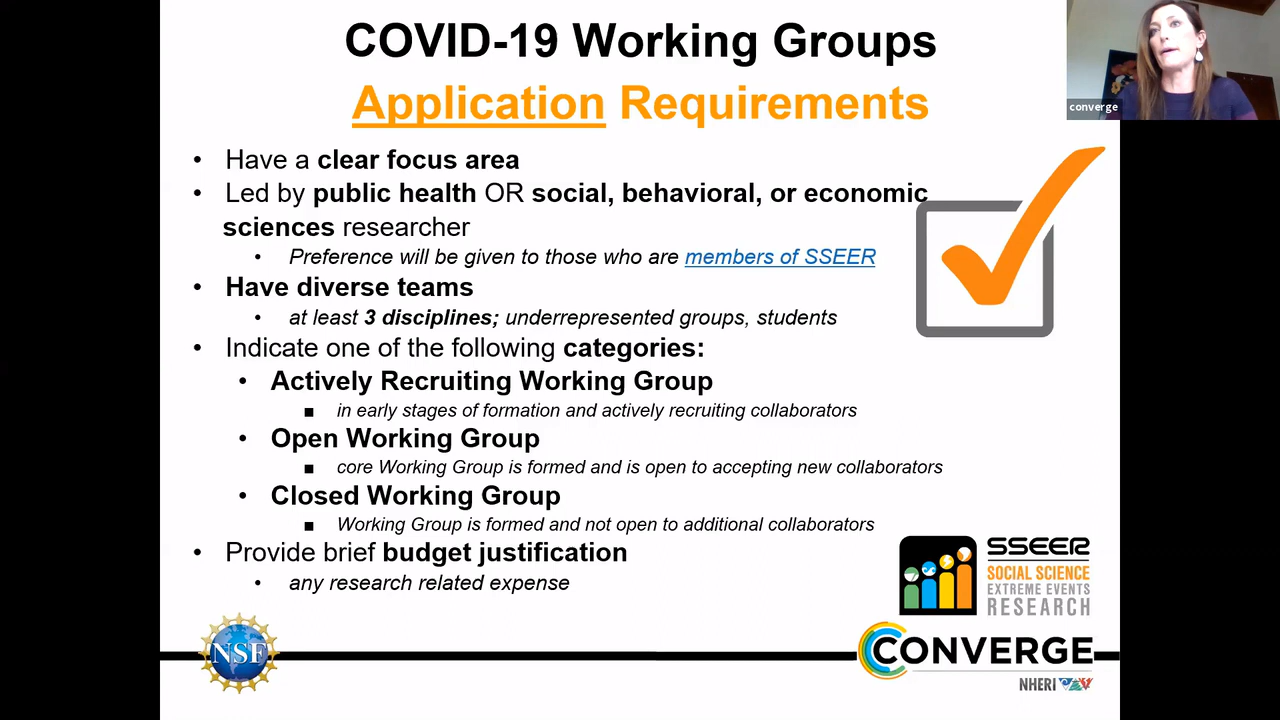 COVID-19 Working Groups
Application Requirements
converge
• Have a clear focus area
• Led by public health OR social, behavioral, or economic
sciences researcher
• Preference will be given to those who are members of SSEER
• Have diverse teams
• at least 3 disciplines; underrepresented groups, students
• Indicate one of the following categories:
• Actively Recruiting Working Group
■ in early stages of formation and actively recruiting collaborators
• Open Working Group
■ core Working Group is formed and is open to accepting new collaborators
• Closed Working Group
■ Working Group is formed and not open to additional collaborators
• Provide brief budget justification
• any research related expense
SSEER
SOCIAL SCIENCE
EXTREME EVENTS
RESEARCH
NSF
CONVERGE
NHERI